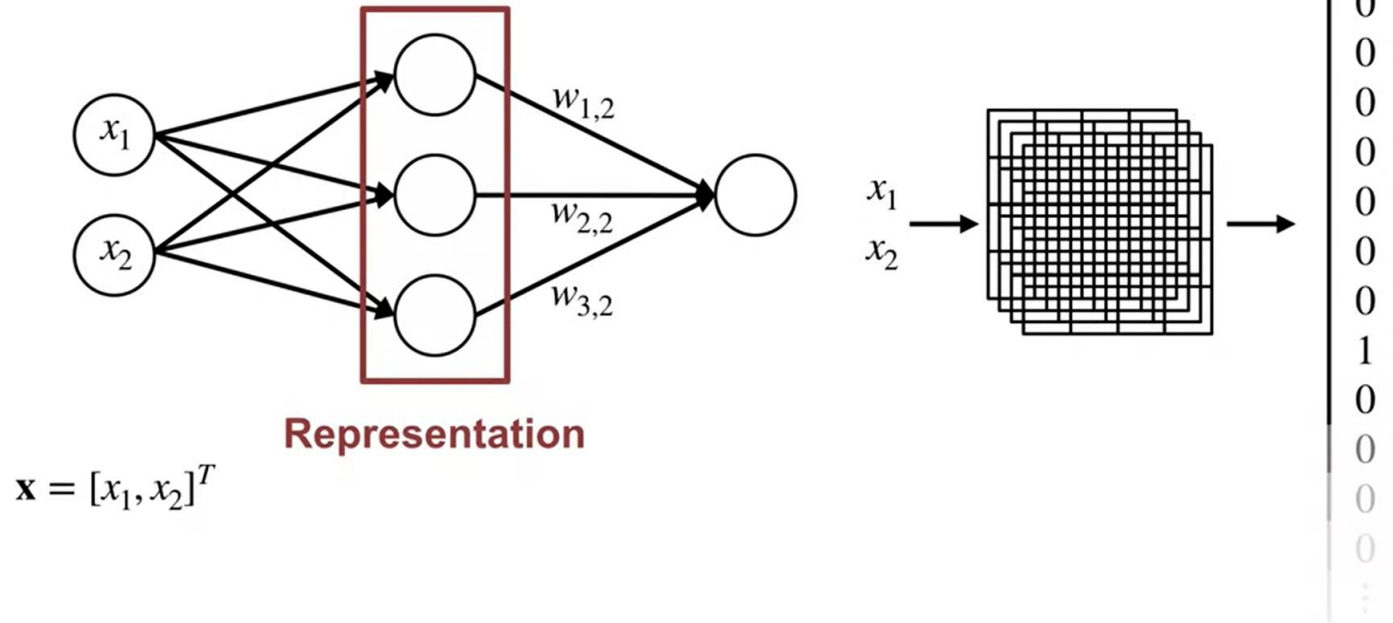 x₁
x₂
w₁,₂
w₂,₂
w₃,₂
Representation
𝐱 = [x₁, x₂]ᵀ
x₁
x₂
0
0
0
0
0
0
0
1
0
0
0
0
⋮